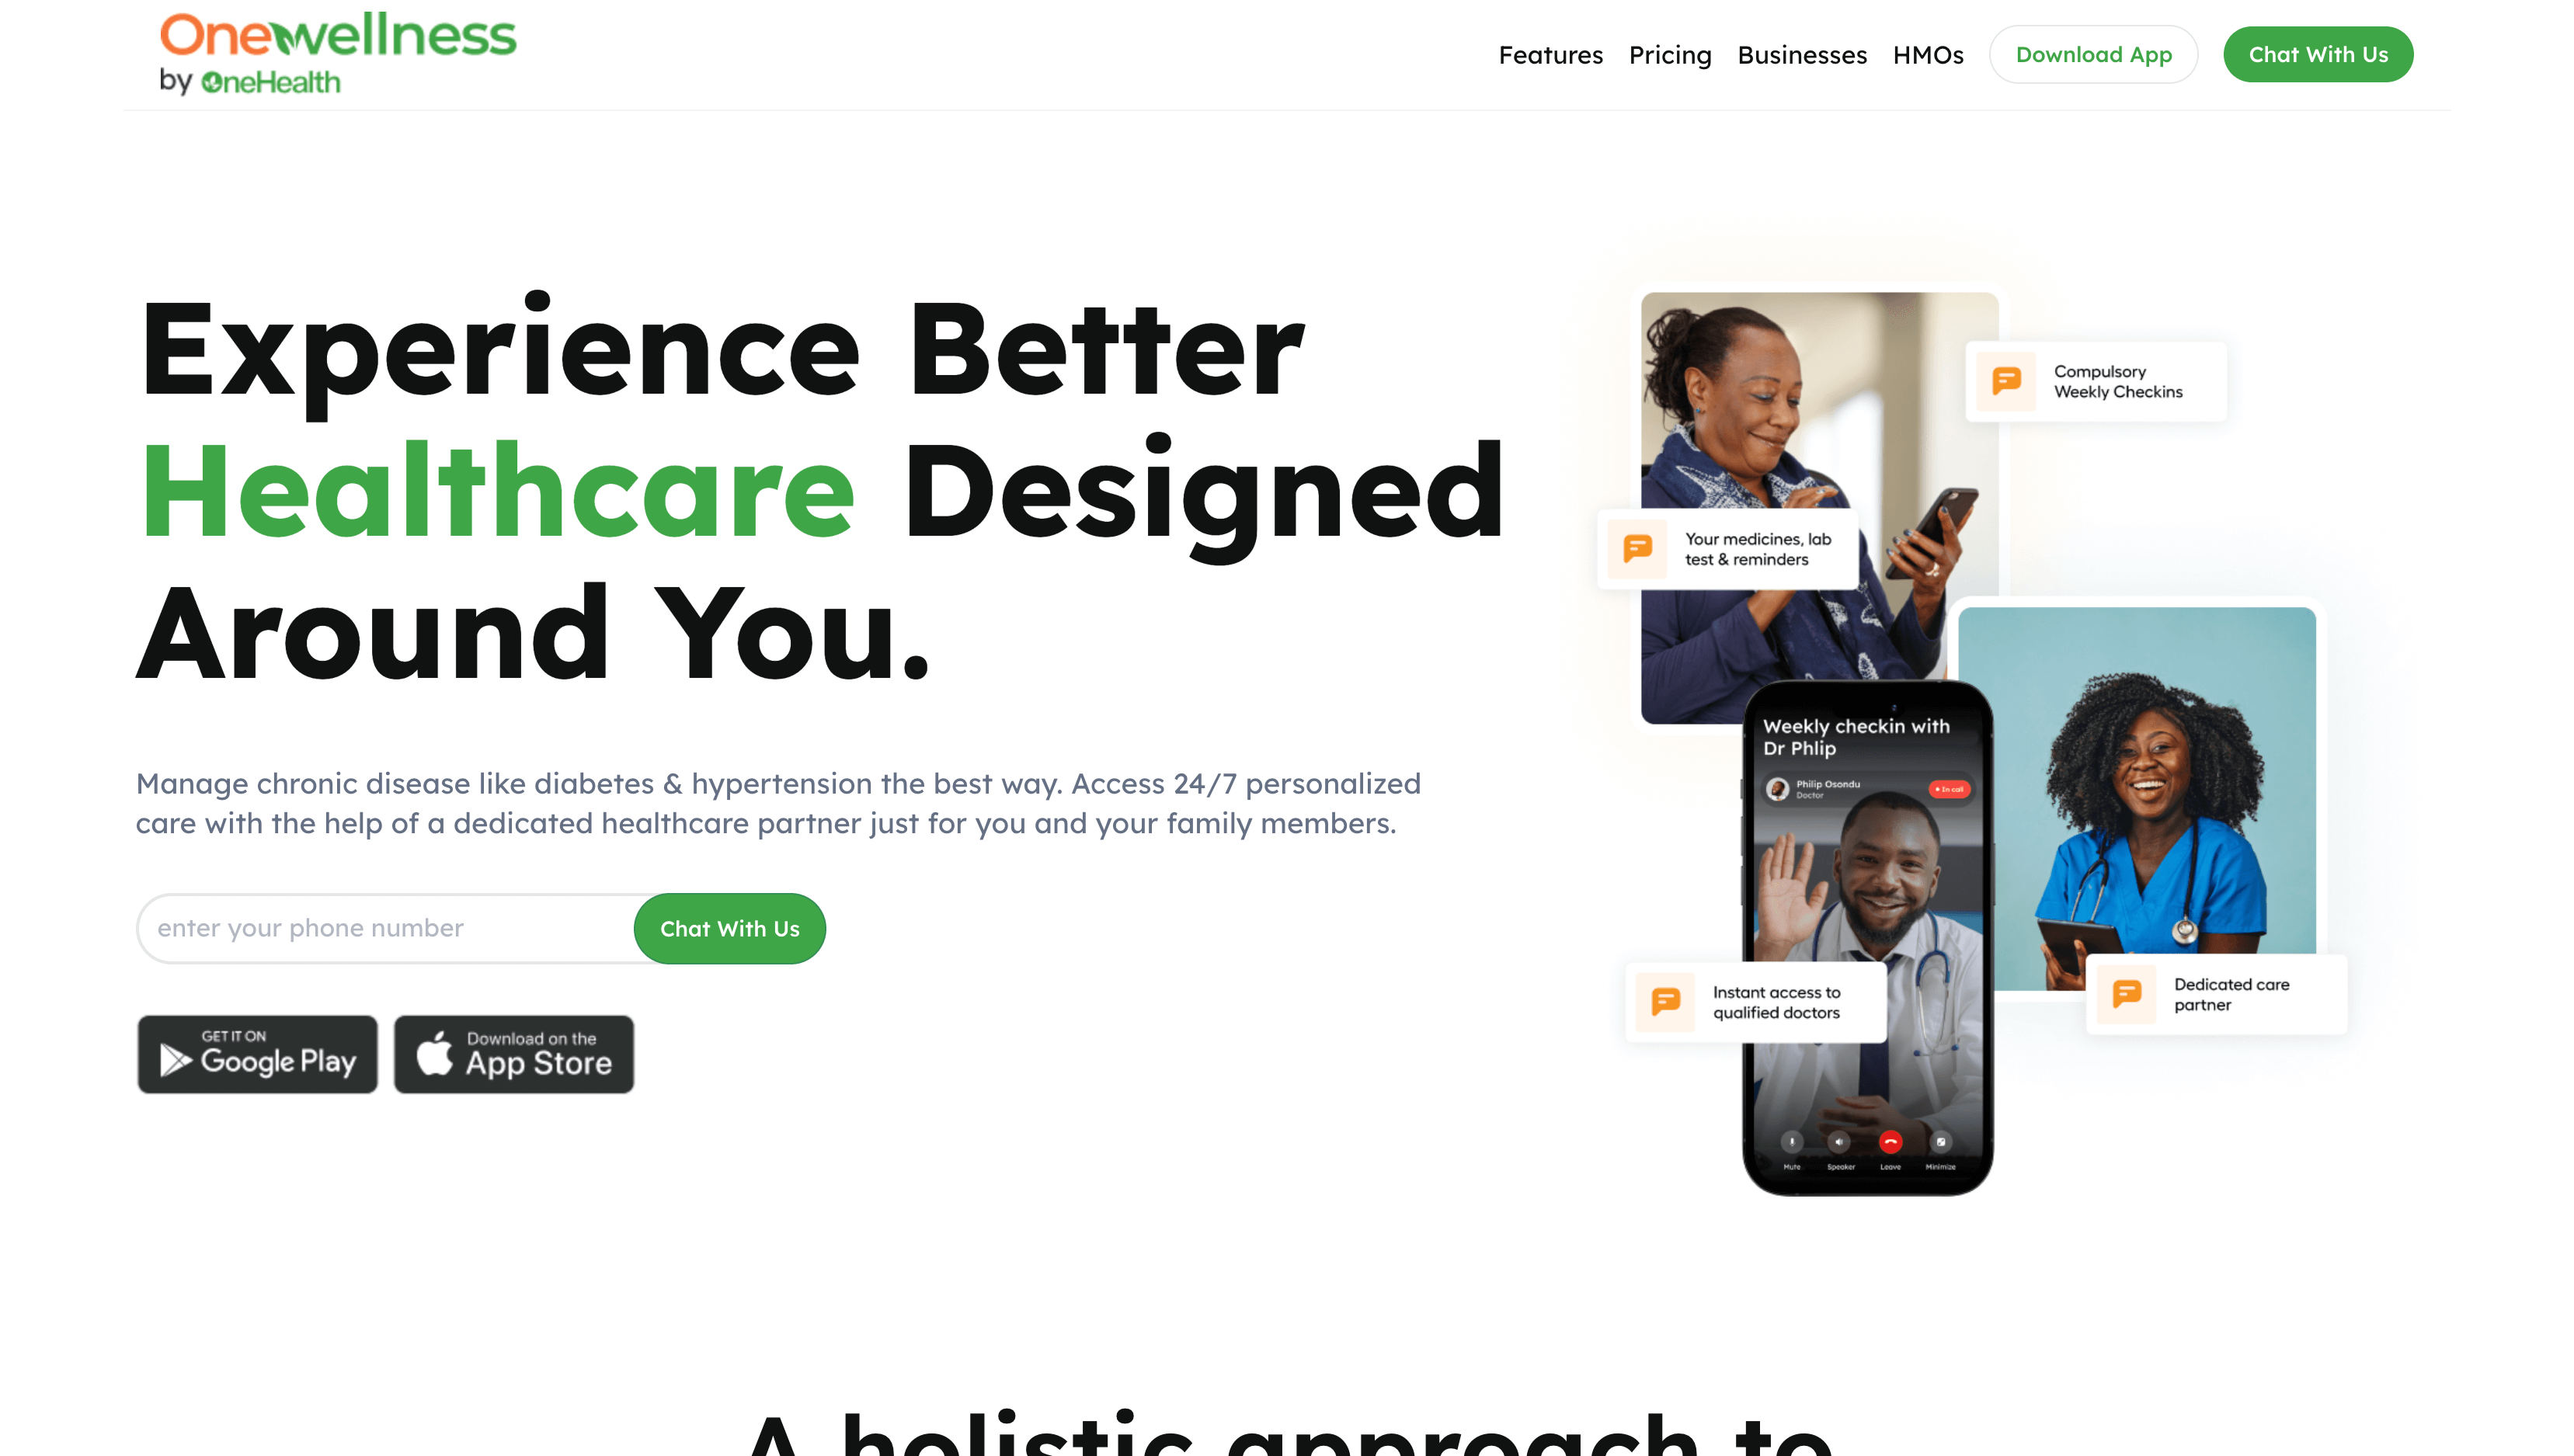 Onewellness
by OneHealth
Features
Pricing
Businesses
HMOs
Download App
Chat With Us
Experience Better
Healthcare Designed
Around You.
Manage chronic disease like diabetes & hypertension the best way. Access 24/7 personalized
care with the help of a dedicated healthcare partner just for you and your family members.
enter your phone number
Chat With Us
GET IT ON
Google Play
Download on the
App Store
Compulsory
Weekly Checkins
Your medicines, lab
test & reminders
Weekly checkin with
Dr Phlip
Philip Osondu
Doctor
In call
Instant access to
qualified doctors
Dedicated care
partner
Mute
Speaker
Leave
Minimize
A holistic approach to